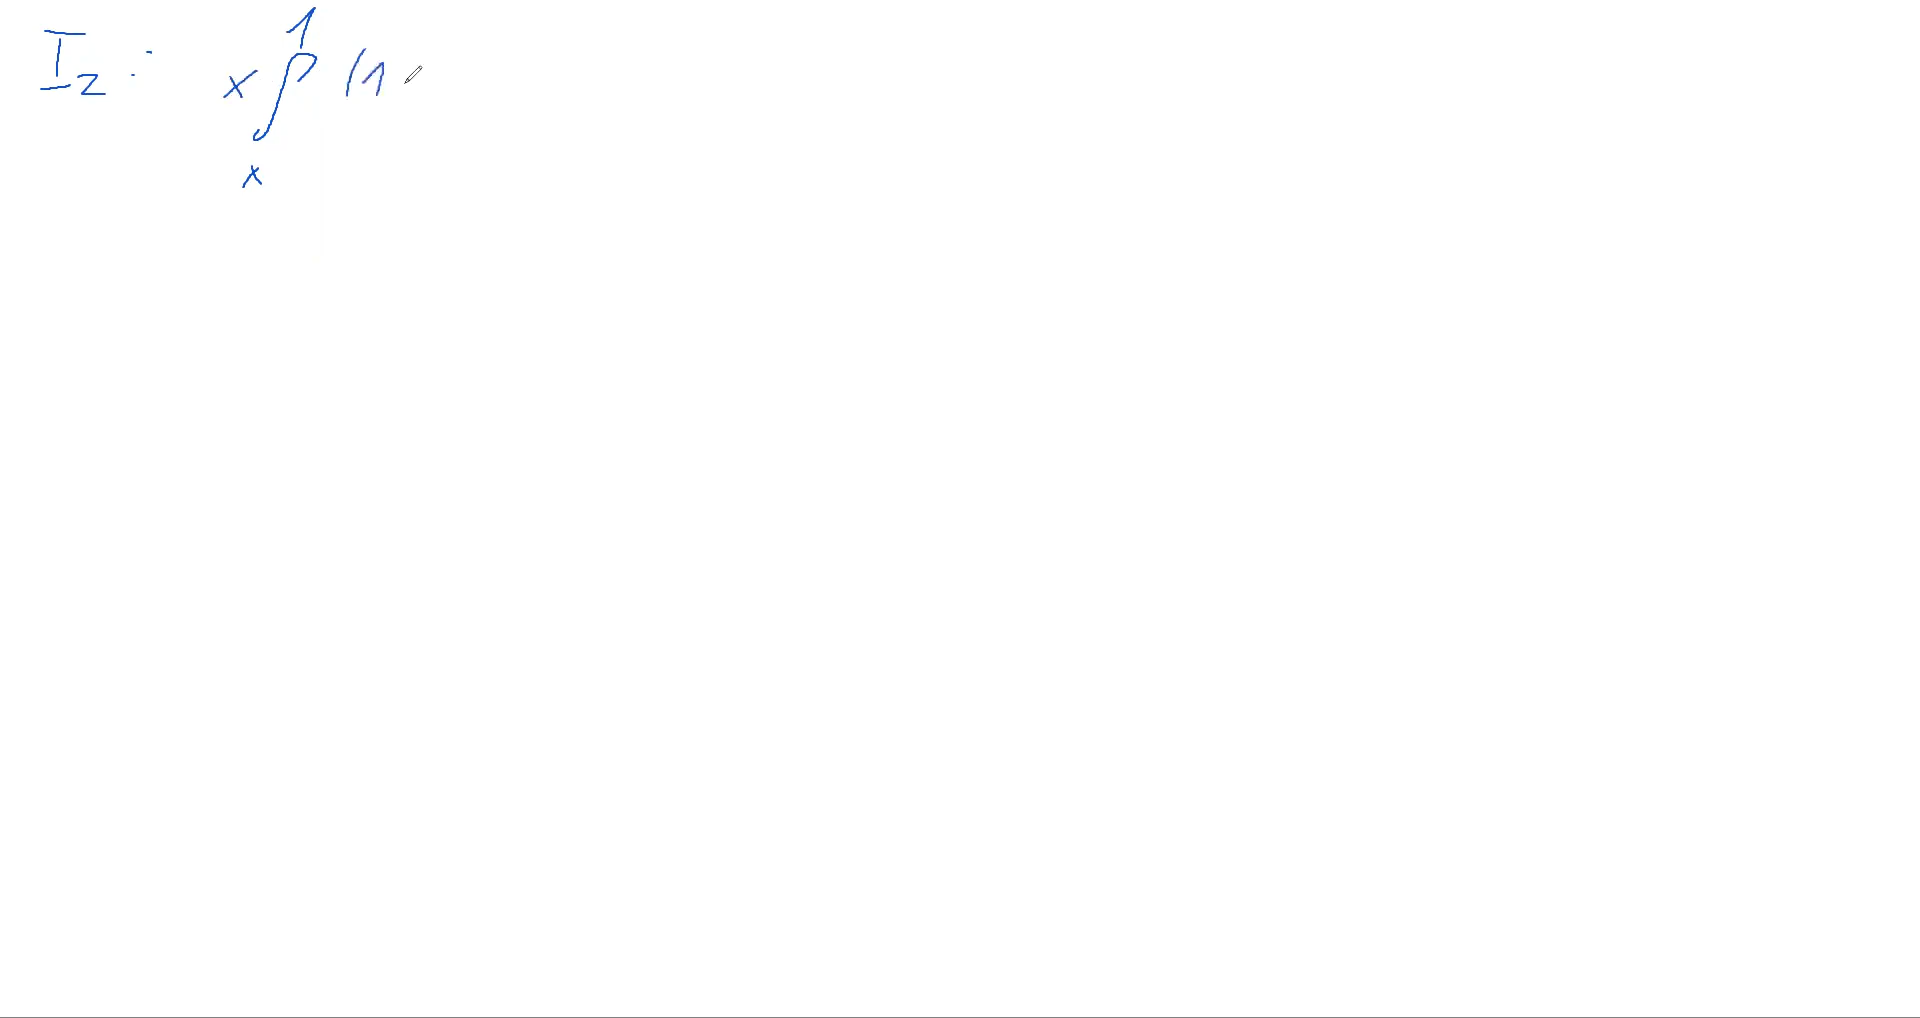 I₂ : x ∫ₓ¹ (1